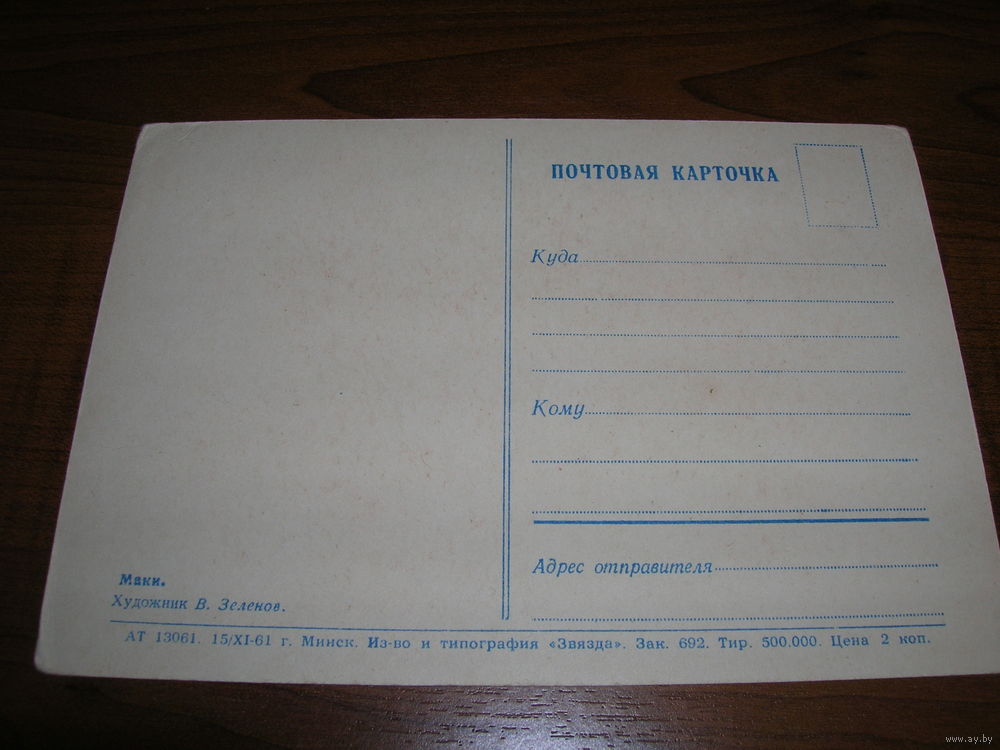 ПОЧТОВАЯ КАРТОЧКА
Куда
Кому
Адрес отправителя
Маки.
Художник В. Зеленов.
АТ 13061. 15/XI-61 г. Минск. Из-во и типография «Звязда». Зак. 692. Тир. 500.000. Цена 2 коп.
www.ay.by